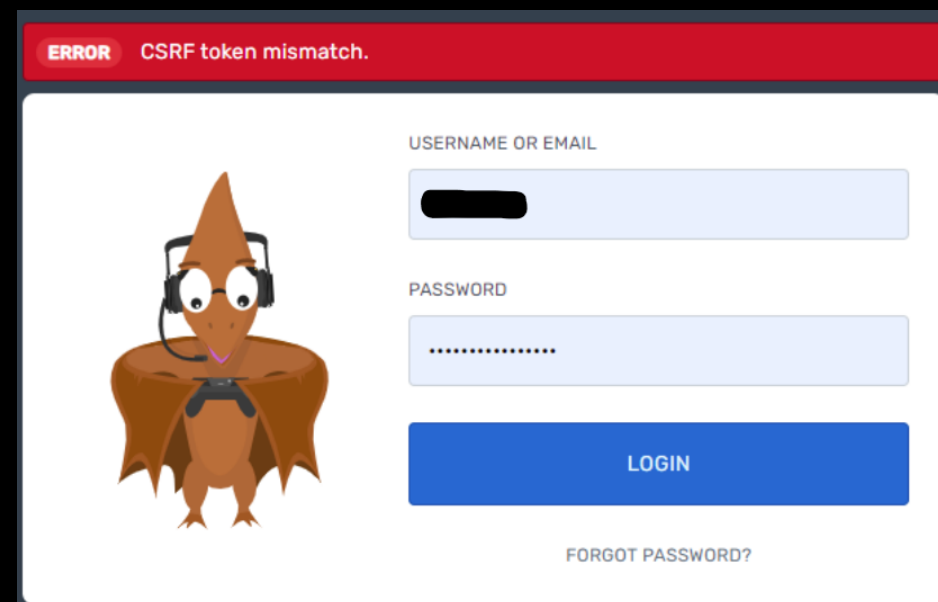 ERROR CSRF token mismatch.
USERNAME OR EMAIL
PASSWORD
••••••••••••••••
LOGIN
FORGOT PASSWORD?